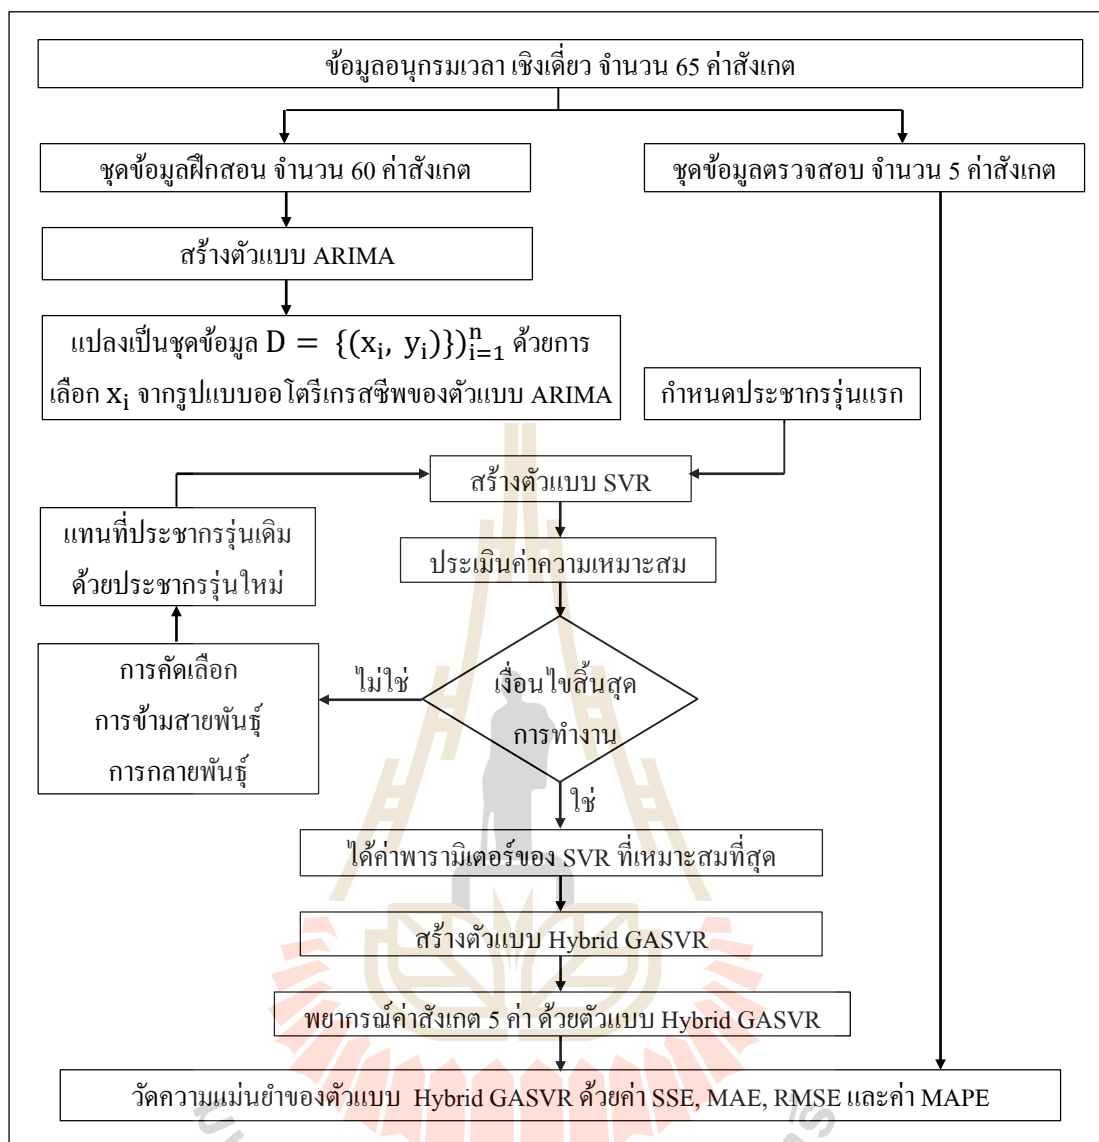 ข้อมูลอนุกรมเวลา เชิงเดี่ยว จำนวน 65 ค่าสังเกต
ชุดข้อมูลฝึกสอน จำนวน 60 ค่าสังเกต
ชุดข้อมูลตรวจสอบ จำนวน 5 ค่าสังเกต
สร้างตัวแบบ ARIMA
แปลงเป็นชุดข้อมูล D = {(xᵢ, yᵢ)})ⁿᵢ₌₁ ด้วยการ
เลือก xᵢ จากรูปแบบออโตรีเกรสซีพของตัวแบบ ARIMA
กำหนดประชากรรุ่นแรก
สร้างตัวแบบ SVR
แทนที่ประชากรรุ่นเดิม
ด้วยประชากรรุ่นใหม่
ประเมินค่าความเหมาะสม
การคัดเลือก
การข้ามสายพันธุ์
การกลายพันธุ์
ไม่ใช่
เงื่อนไขสิ้นสุด
การทำงาน
ใช่
ได้ค่าพารามิเตอร์ของ SVR ที่เหมาะสมที่สุด
สร้างตัวแบบ Hybrid GASVR
พยากรณ์ค่าสังเกต 5 ค่า ด้วยตัวแบบ Hybrid GASVR
วัดความแม่นยำของตัวแบบ Hybrid GASVR ด้วยค่า SSE, MAE, RMSE และค่า MAPE